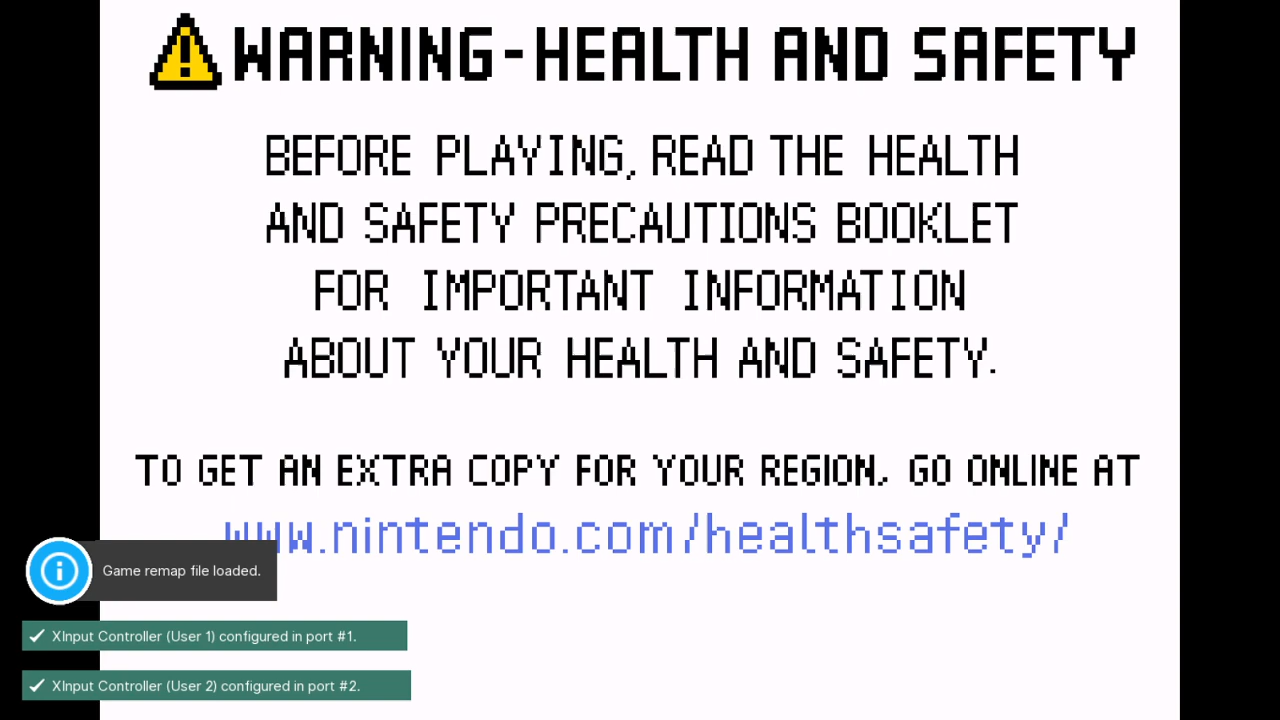 WARNING-HEALTH AND SAFETY
BEFORE PLAYING, READ THE HEALTH
AND SAFETY PRECAUTIONS BOOKLET
FOR IMPORTANT INFORMATION
ABOUT YOUR HEALTH AND SAFETY.
TO GET AN EXTRA COPY FOR YOUR REGION, GO ONLINE AT
www.nintendo.com/healthsafety/
Game remap file loaded.
XInput Controller (User 1) configured in port #1.
XInput Controller (User 2) configured in port #2.